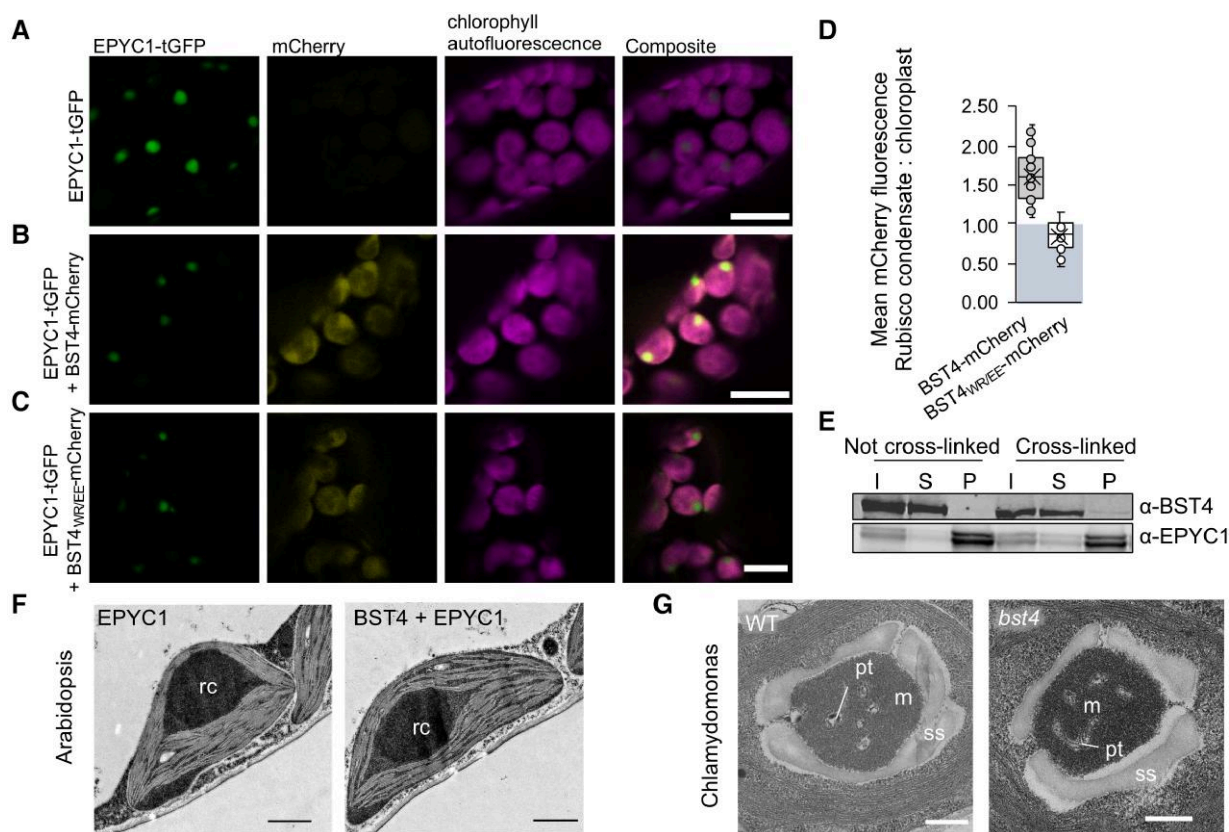 A
EPYC1-tGFP
mCherry
chlorophyll
autofluorescecnce
Composite
EPYC1-tGFP
B
EPYC1-tGFP
+ BST4-mCherry
C
EPYC1-tGFP
+ BST4WR/EE-mCherry
D
Mean mCherry fluorescence
Rubisco condensate : chloroplast
2.50
2.00
1.50
1.00
0.50
0.00
BST4-mCherry
BST4WR/EE-mCherry
E
Not cross-linked
Cross-linked
I S P I S P
α-BST4
α-EPYC1
F
Arabidopsis
EPYC1
rc
BST4 + EPYC1
rc
G
Chlamydomonas
WT
pt
m
ss
bst4
m
pt
ss